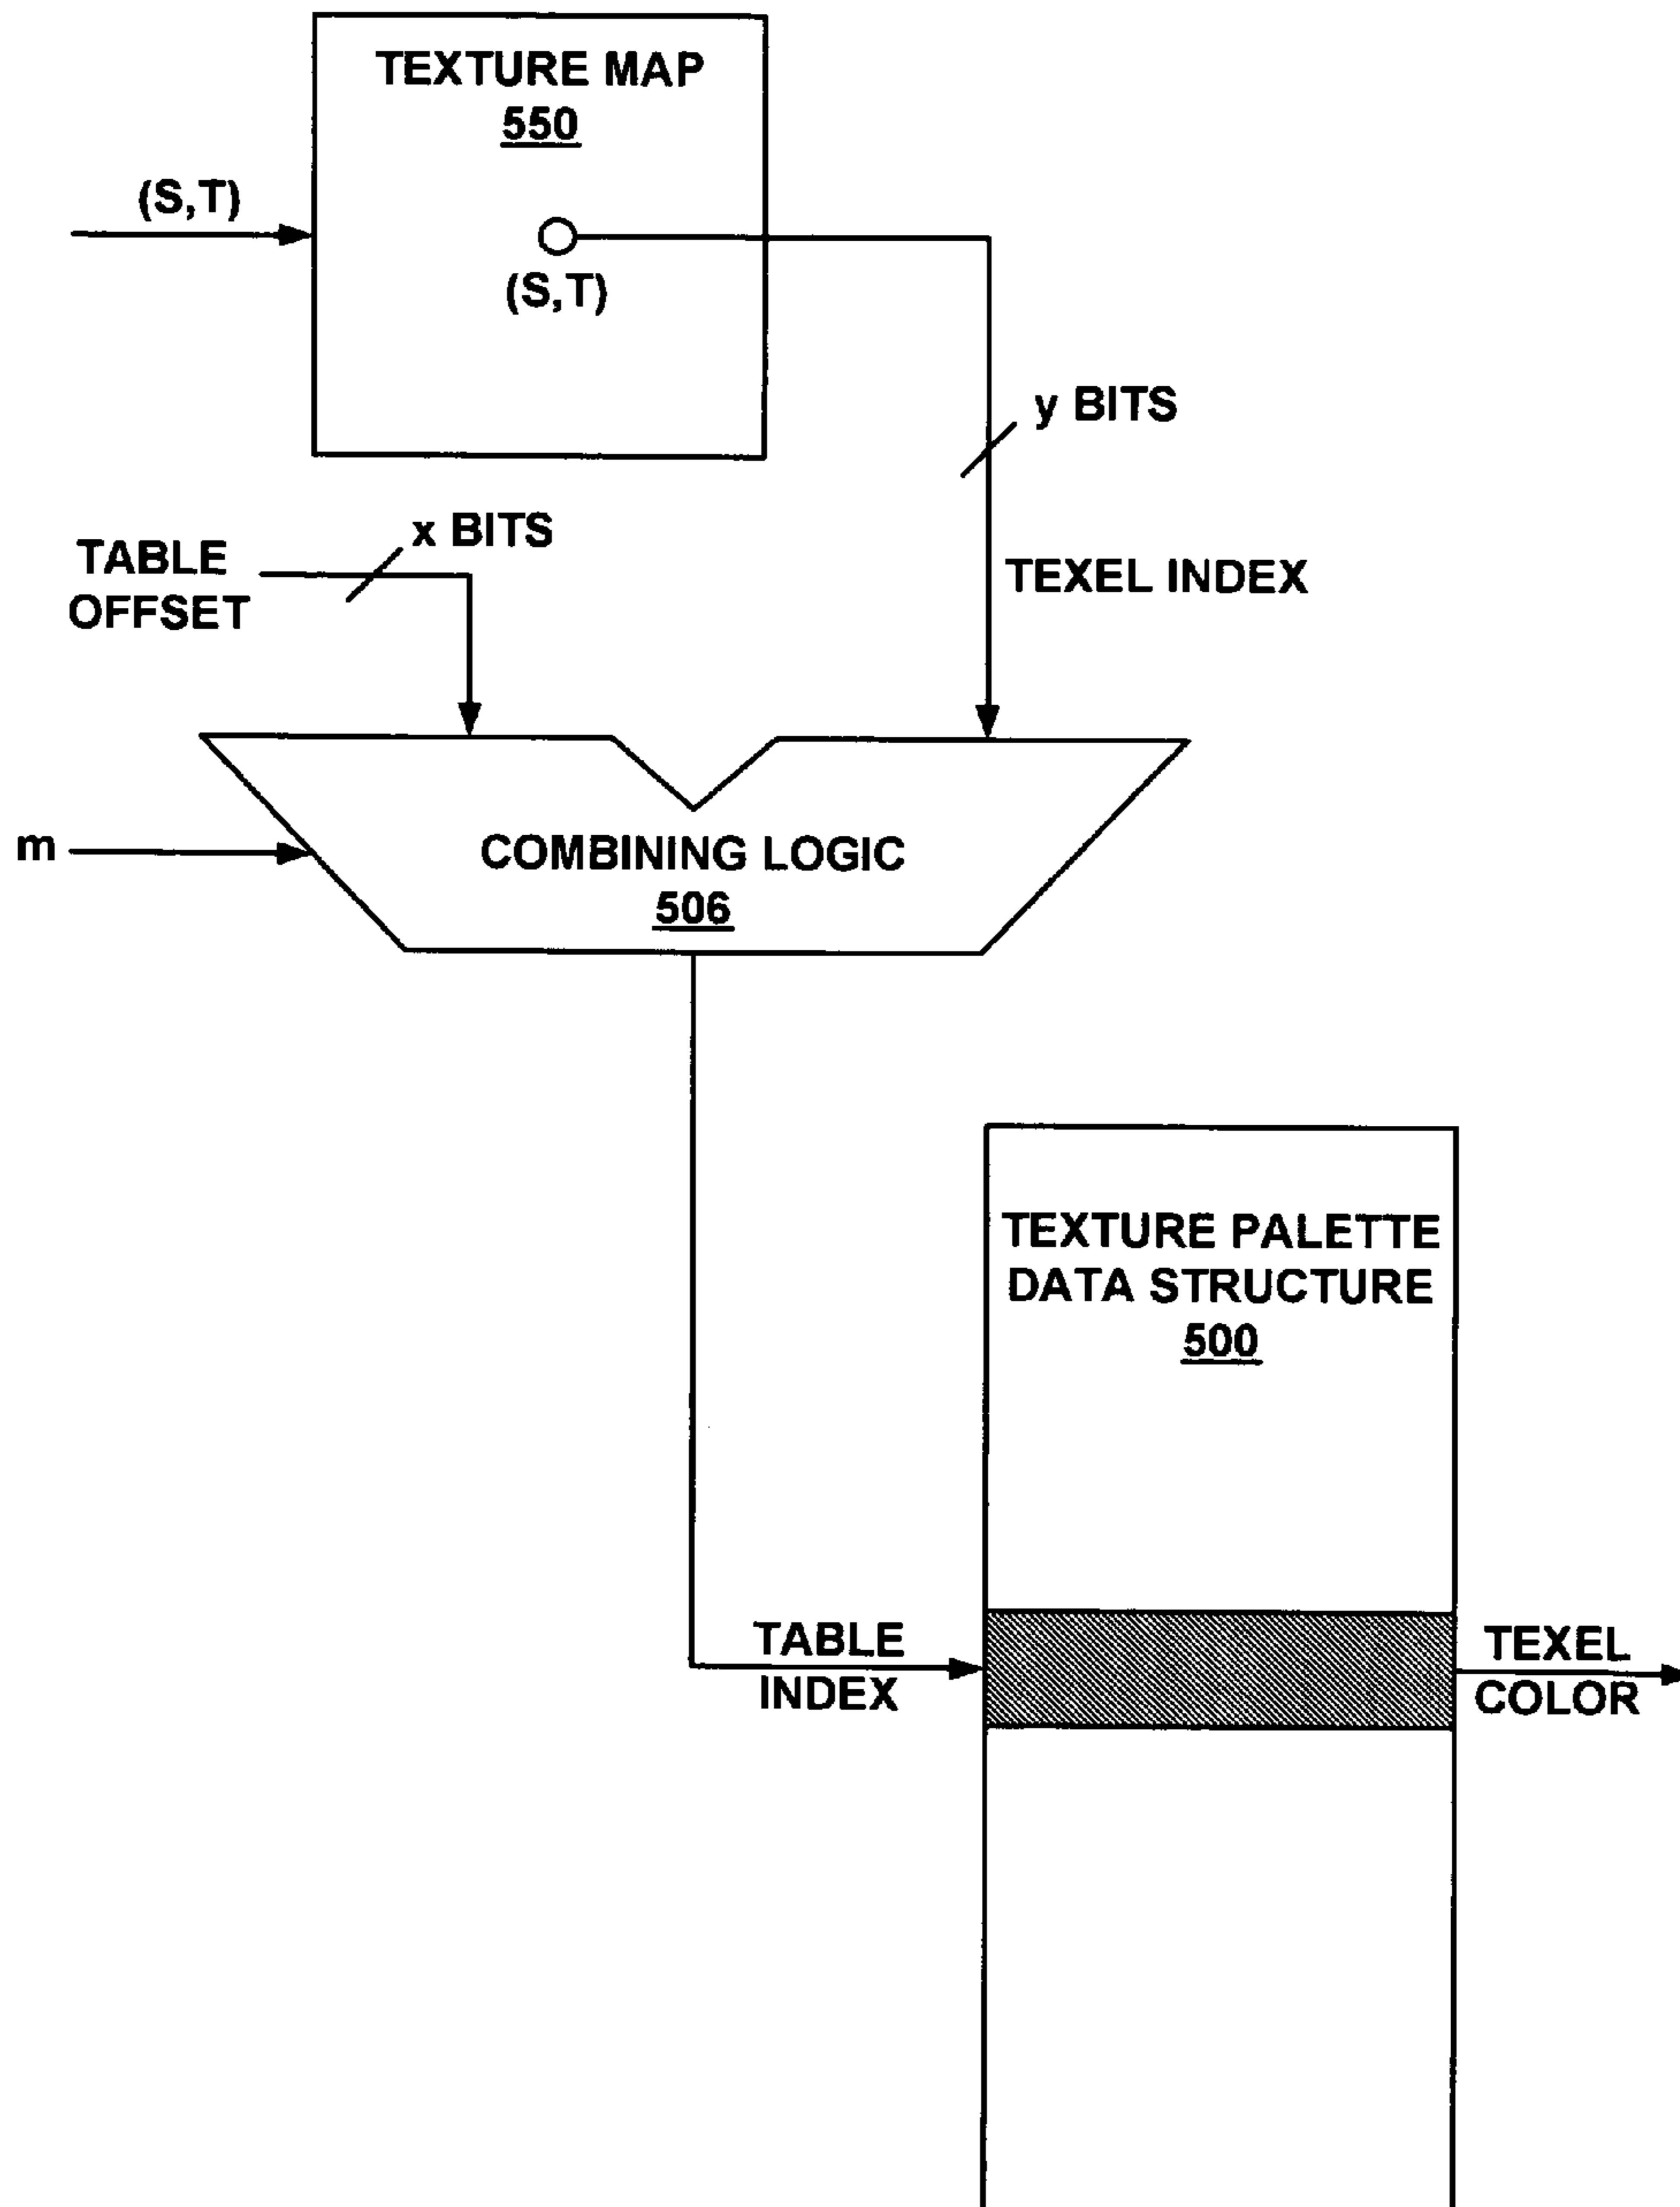 TEXTURE MAP
550
(S,T)
(S,T)
y BITS
x BITS
TABLE
OFFSET
TEXEL INDEX
m
COMBINING LOGIC
506
TEXTURE PALETTE
DATA STRUCTURE
500
TABLE
INDEX
TEXEL
COLOR